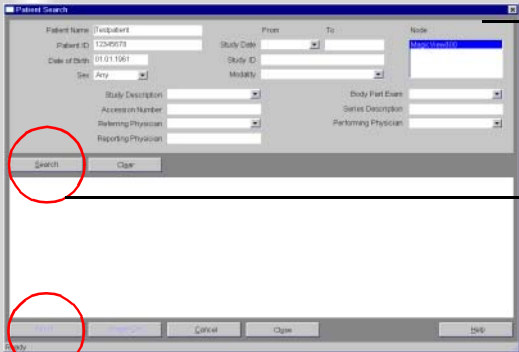 Patient Search
Patient Name Testpatient From To Node
Patient ID 12345678 Study Date MagicView300
Date of Birth 01.01.1961 Study ID
Sex Any Modality
Study Description Body Part Exam
Accession Number Series Description
Referring Physician Performing Physician
Reporting Physician
Search Clear
Cancel Close Help
Ready